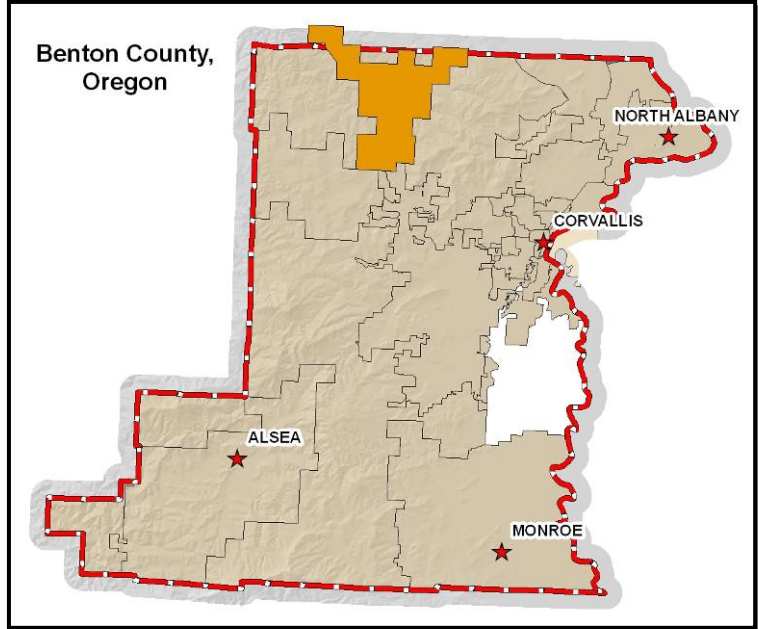 Benton County,
Oregon
NORTH ALBANY
CORVALLIS
ALSEA
MONROE